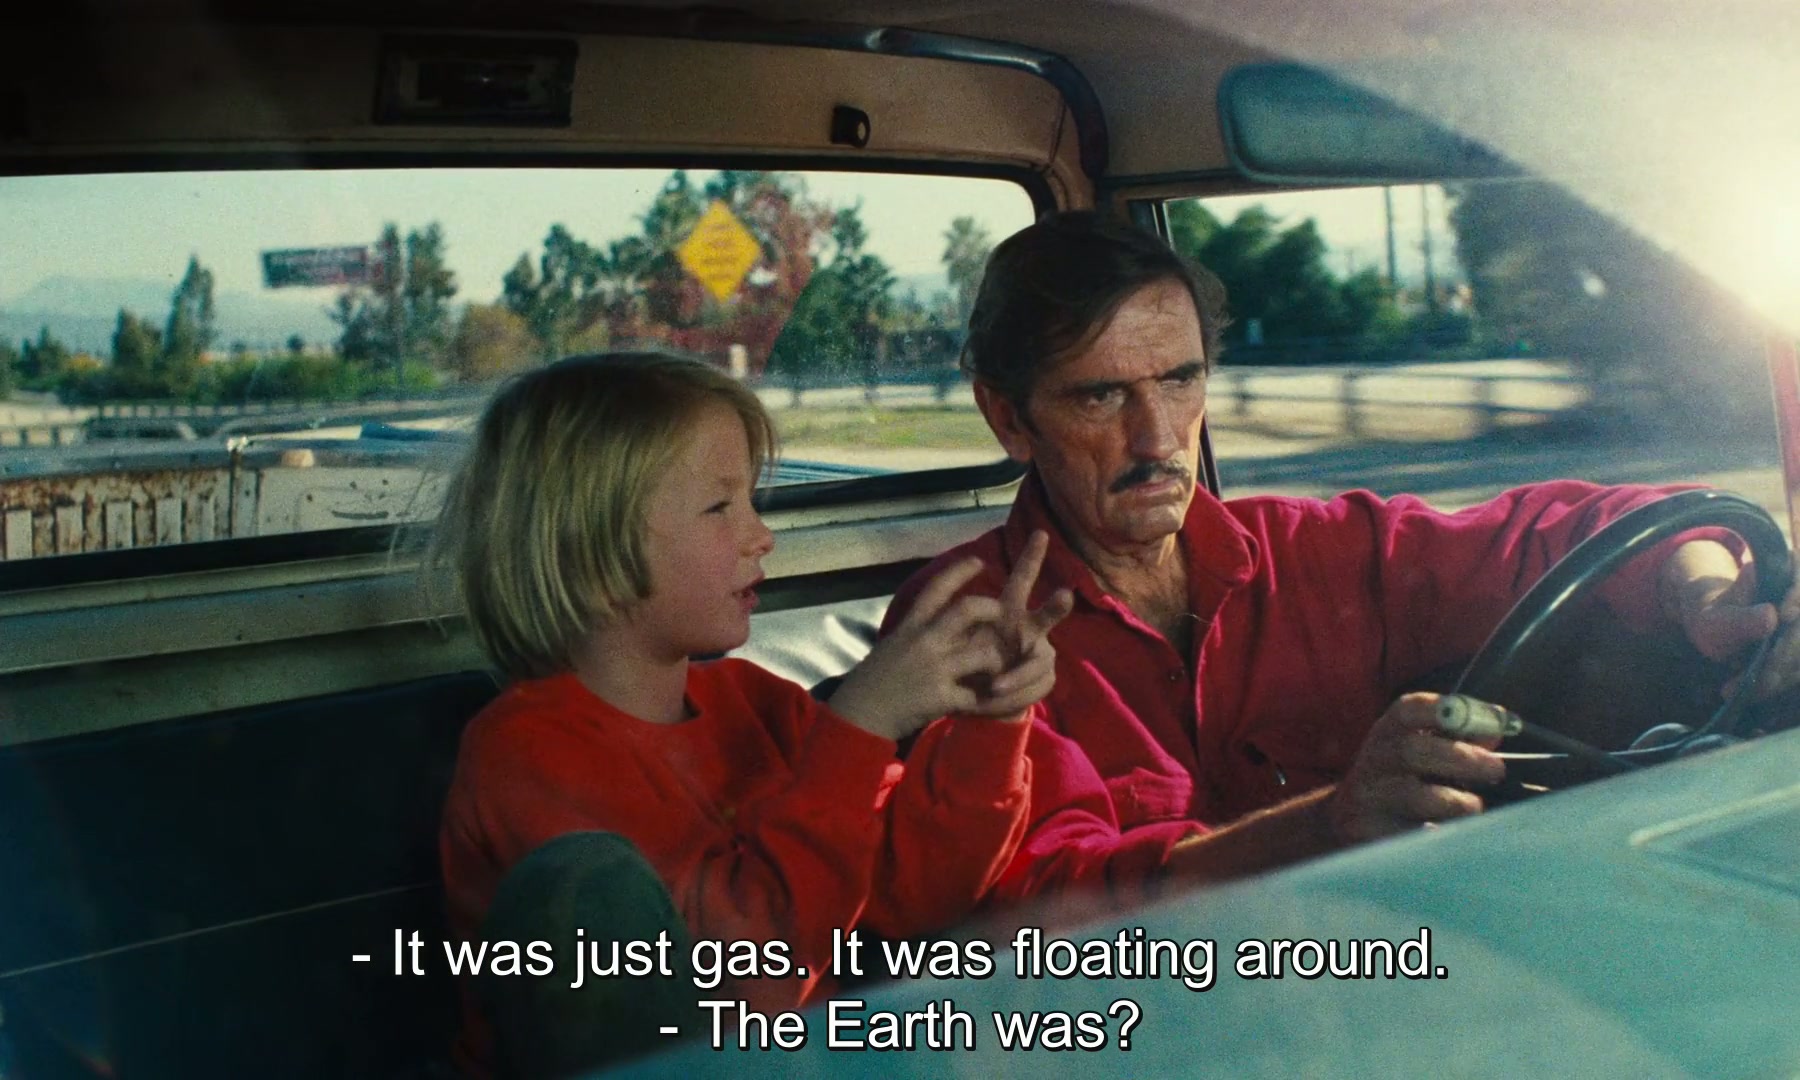 - It was just gas. It was floating around.
- The Earth was?